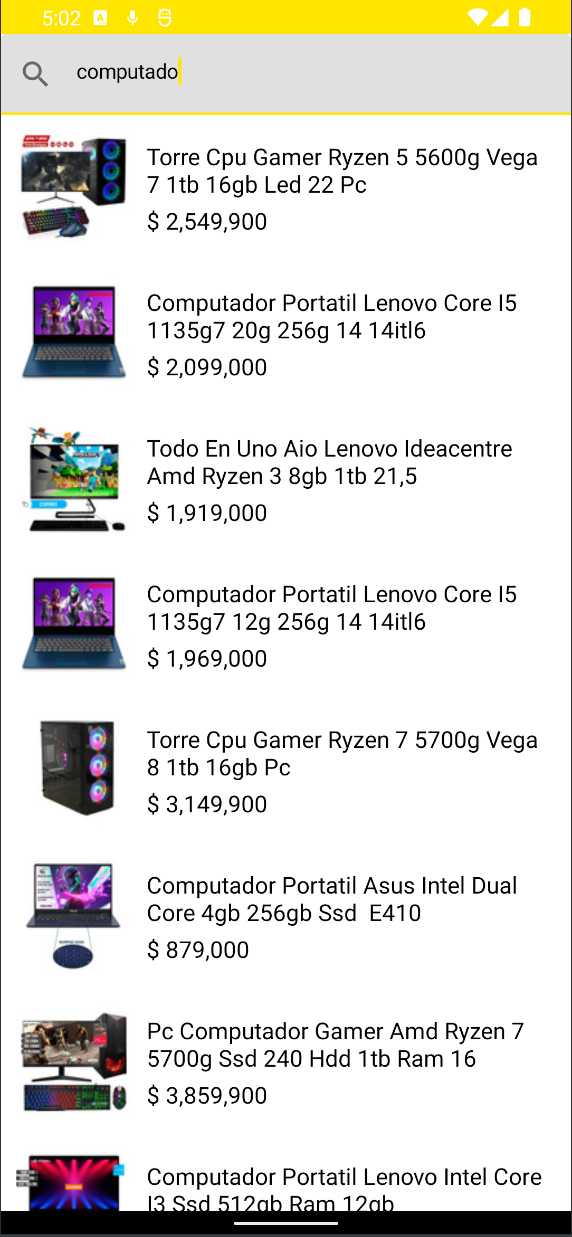 5:02
computado
Torre Cpu Gamer Ryzen 5 5600g Vega
7 1tb 16gb Led 22 Pc
$ 2,549,900
Computador Portatil Lenovo Core I5
1135g7 20g 256g 14 14itl6
$ 2,099,000
Todo En Uno Aio Lenovo Ideacentre
Amd Ryzen 3 8gb 1tb 21,5
$ 1,919,000
Computador Portatil Lenovo Core I5
1135g7 12g 256g 14 14itl6
$ 1,969,000
Torre Cpu Gamer Ryzen 7 5700g Vega
8 1tb 16gb Pc
$ 3,149,900
Computador Portatil Asus Intel Dual
Core 4gb 256gb Ssd  E410
$ 879,000
Pc Computador Gamer Amd Ryzen 7
5700g Ssd 240 Hdd 1tb Ram 16
$ 3,859,900
Computador Portatil Lenovo Intel Core
I3 Ssd 512gb Ram 12gb